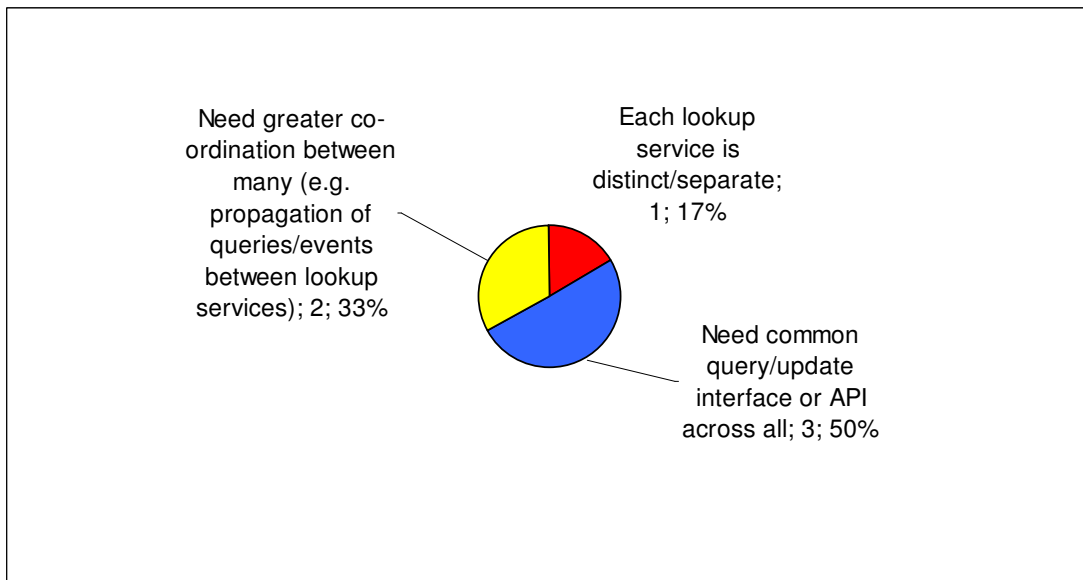 Need greater co-
ordination between
many (e.g.
propagation of
queries/events
between lookup
services); 2; 33%
Each lookup
service is
distinct/separate;
1; 17%
Need common
query/update
interface or API
across all; 3; 50%